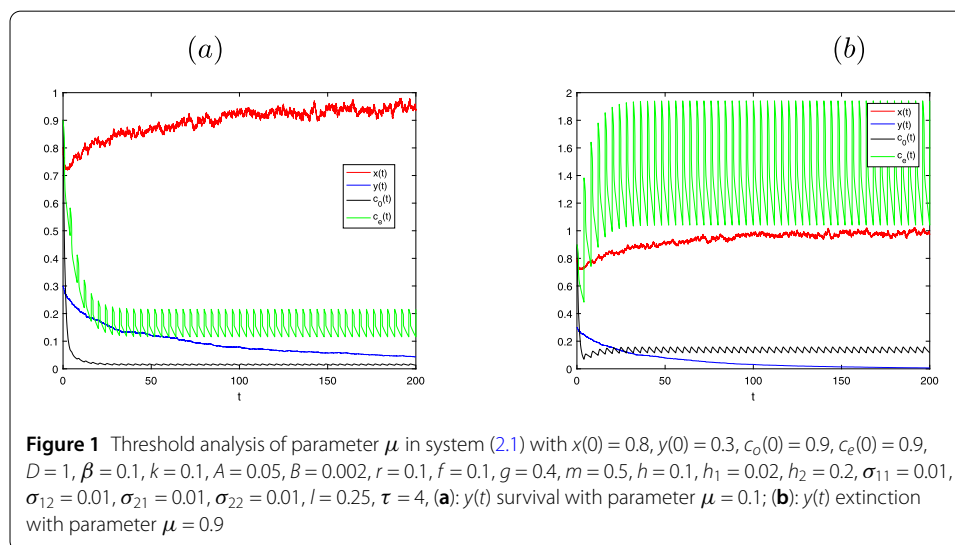 (a)
(b)
1
0.9
0.8
0.7
0.6
0.5
0.4
0.3
0.2
0.1
0
0
50
100
150
200
t
x(t)
y(t)
c₀(t)
cₑ(t)
2
1.8
1.6
1.4
1.2
1
0.8
0.6
0.4
0.2
0
0
50
100
150
200
t
x(t)
y(t)
c₀(t)
cₑ(t)
Figure 1 Threshold analysis of parameter μ in system (2.1) with x(0) = 0.8, y(0) = 0.3, cₒ(0) = 0.9, cₑ(0) = 0.9,
D = 1, β = 0.1, k = 0.1, A = 0.05, B = 0.002, r = 0.1, f = 0.1, g = 0.4, m = 0.5, h = 0.1, h₁ = 0.02, h₂ = 0.2, σ₁₁ = 0.01,
σ₁₂ = 0.01, σ₂₁ = 0.01, σ₂₂ = 0.01, l = 0.25, τ = 4, (a): y(t) survival with parameter μ = 0.1; (b): y(t) extinction
with parameter μ = 0.9